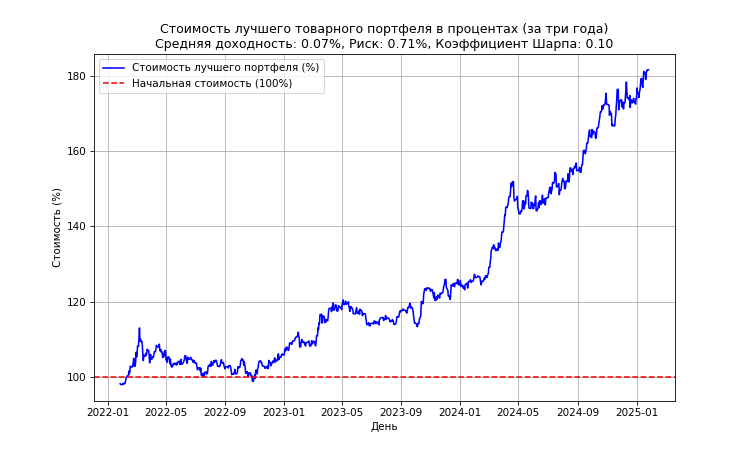 Стоимость лучшего товарного портфеля в процентах (за три года)
Средняя доходность: 0.07%, Риск: 0.71%, Коэффициент Шарпа: 0.10
Стоимость лучшего портфеля (%)
Начальная стоимость (100%)
Стоимость (%)
180
160
140
120
100
2022-01 2022-05 2022-09 2023-01 2023-05 2023-09 2024-01 2024-05 2024-09 2025-01
День